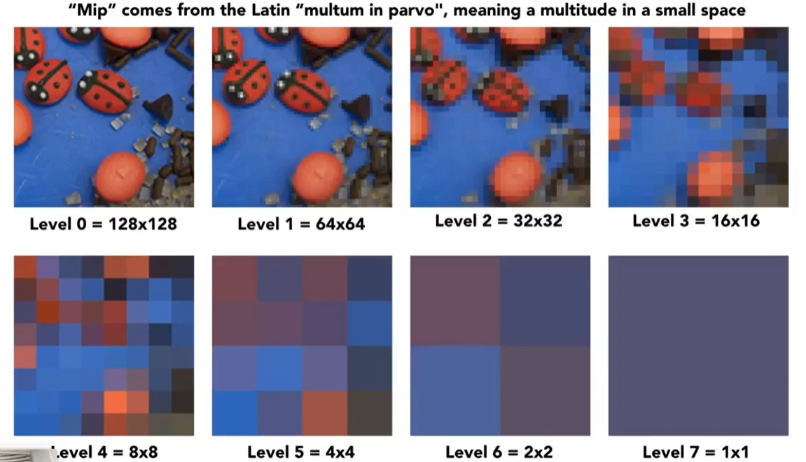 “Mip” comes from the Latin “multum in parvo", meaning a multitude in a small space
Level 0 = 128x128
Level 1 = 64x64
Level 2 = 32x32
Level 3 = 16x16
Level 4 = 8x8
Level 5 = 4x4
Level 6 = 2x2
Level 7 = 1x1